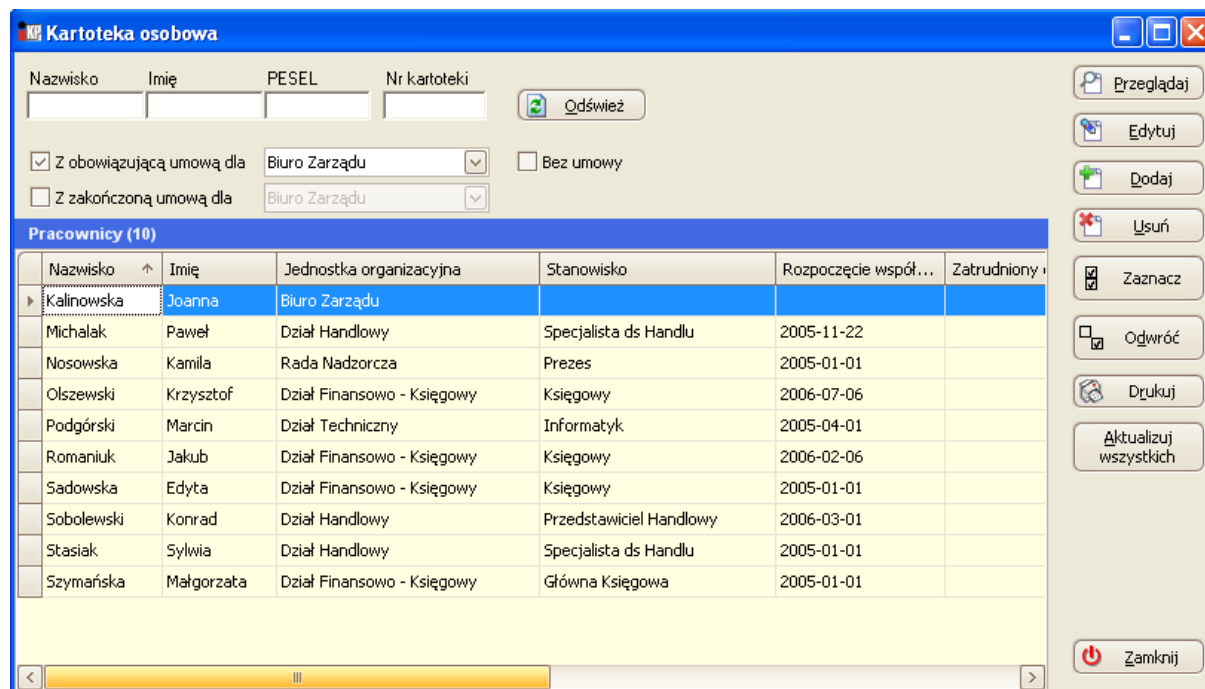 KP Kartoteka osobowa
Nazwisko Imię PESEL Nr kartoteki
Odśwież
Z obowiązującą umową dla Biuro Zarządu Bez umowy
Z zakończoną umową dla Biuro Zarządu
Pracownicy (10)
Nazwisko Imię Jednostka organizacyjna Stanowisko Rozpoczęcie współ... Zatrudniony
Kalinowska Joanna Biuro Zarządu
Michalak Paweł Dział Handlowy Specjalista ds Handlu 2005-11-22
Nosowska Kamila Rada Nadzorcza Prezes 2005-01-01
Olszewski Krzysztof Dział Finansowo - Księgowy Księgowy 2006-07-06
Podgórski Marcin Dział Techniczny Informatyk 2005-04-01
Romaniuk Jakub Dział Finansowo - Księgowy Księgowy 2006-02-06
Sadowska Edyta Dział Finansowo - Księgowy Księgowy 2005-01-01
Sobolewski Konrad Dział Handlowy Przedstawiciel Handlowy 2006-03-01
Stasiak Sylwia Dział Handlowy Specjalista ds Handlu 2005-01-01
Szymańska Małgorzata Dział Finansowo - Księgowy Główna Księgowa 2005-01-01
Przeglądaj
Edytuj
Dodaj
Usuń
Zaznacz
Odwróć
Drukuj
Aktualizuj
wszystkich
Zamknij